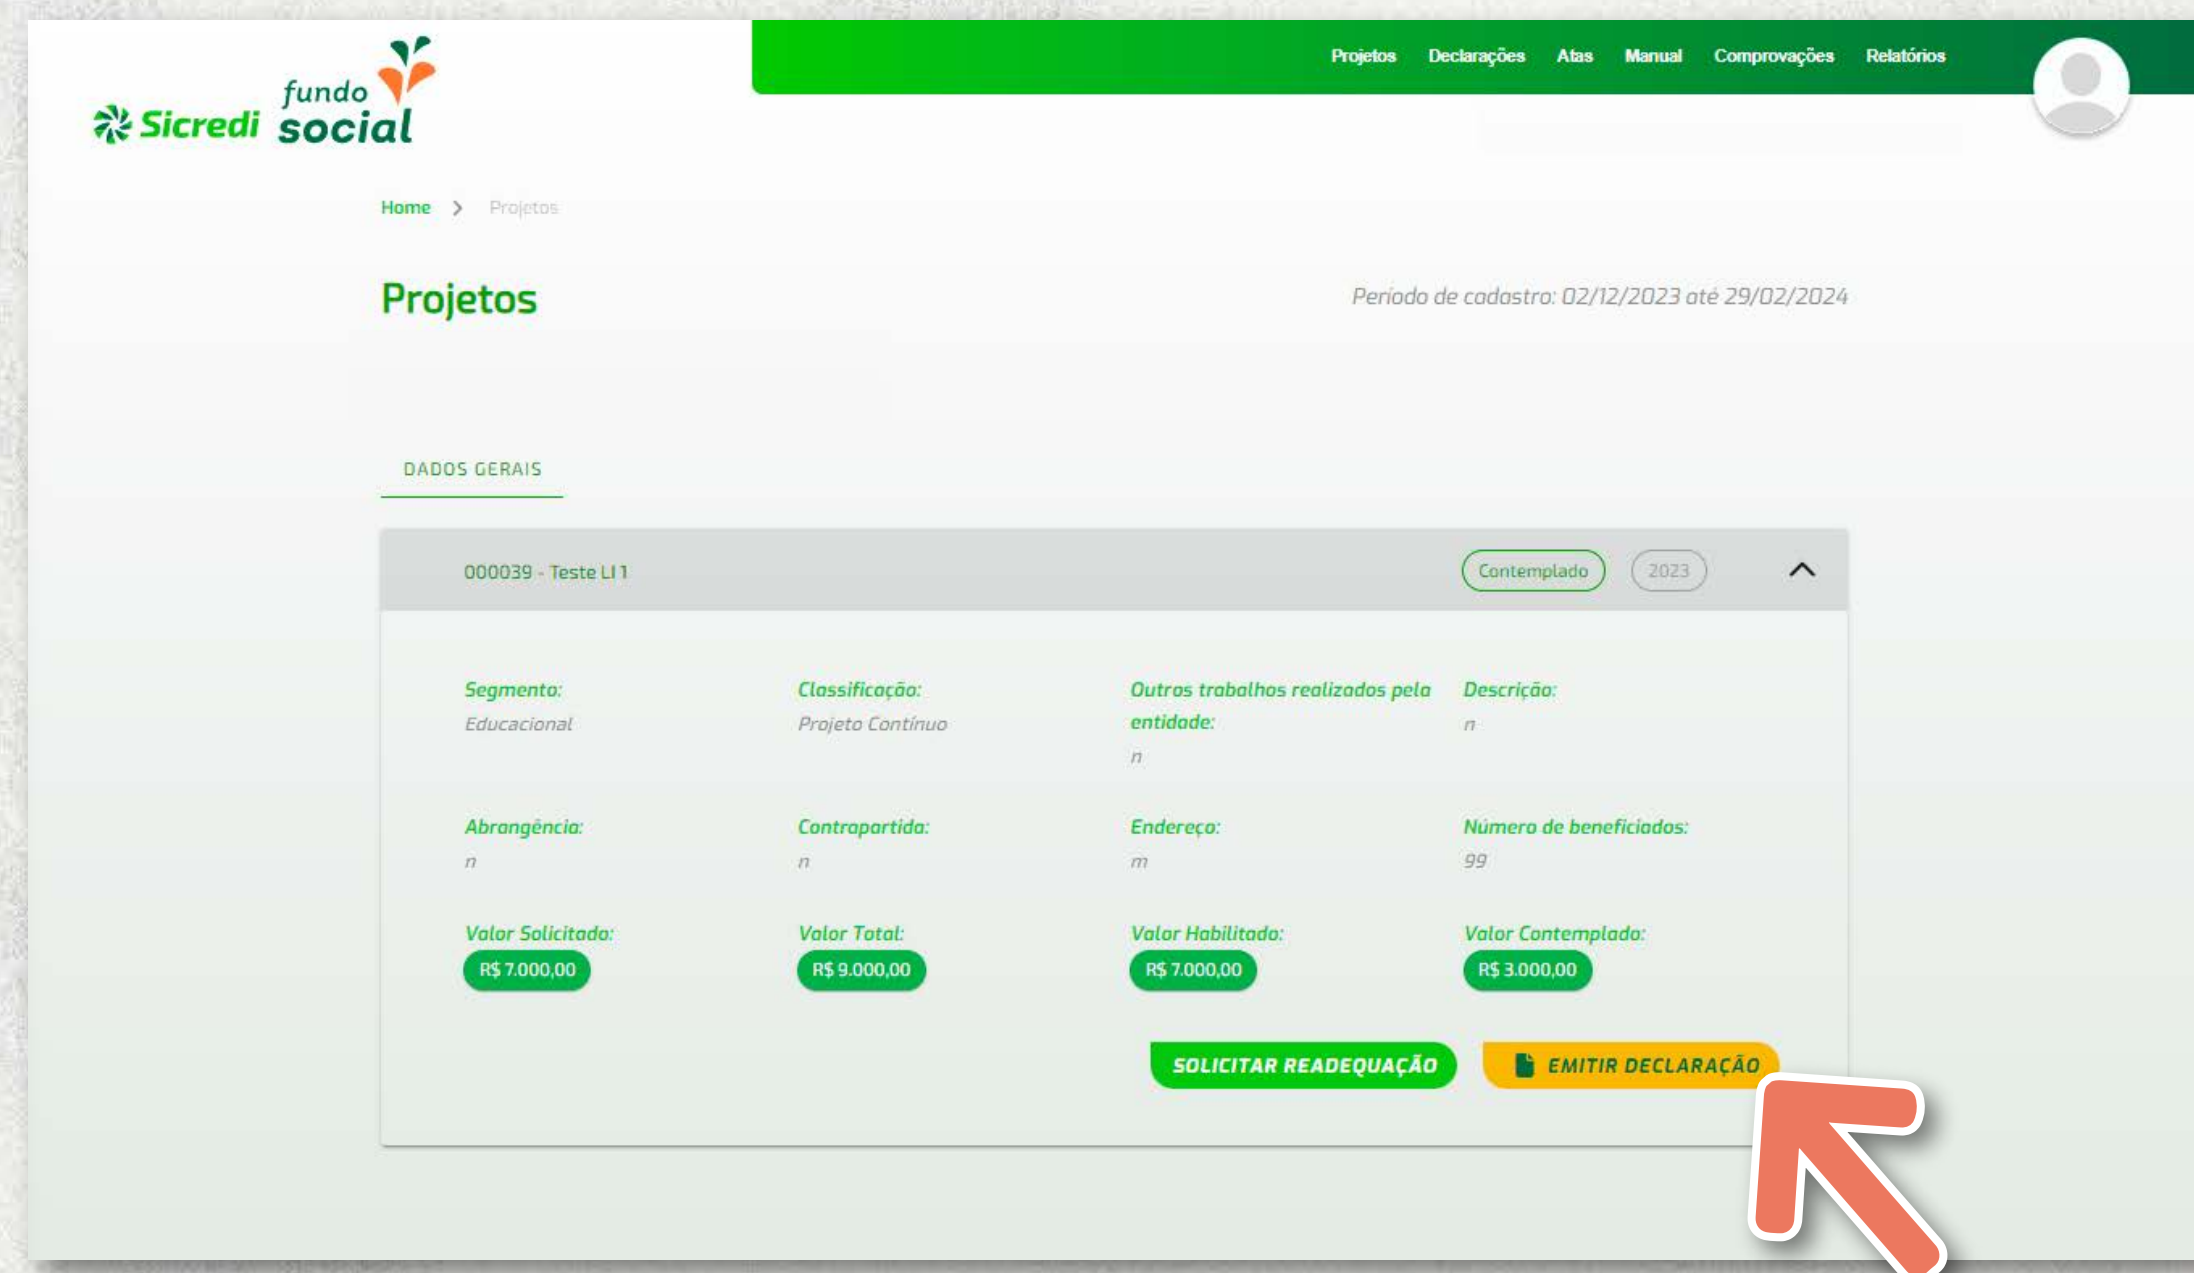 Projetos Declarações Atas Manual Comprovações Relatórios
Sicredi fundo social
Home > Projetos
Projetos
Período de cadastro: 02/12/2023 até 29/02/2024
DADOS GERAIS
000039 - Teste LI 1
Contemplado 2023
Segmento: Classificação: Outros trabalhos realizados pela entidade: Descrição:
Educacional Projeto Contínuo n n
Abrangência: Contrapartida: Endereço: Número de beneficiados:
n n m 99
Valor Solicitado: Valor Total: Valor Habilitado: Valor Contemplado:
R$ 7.000,00 R$ 9.000,00 R$ 7.000,00 R$ 3.000,00
SOLICITAR READEQUAÇÃO EMITIR DECLARAÇÃO